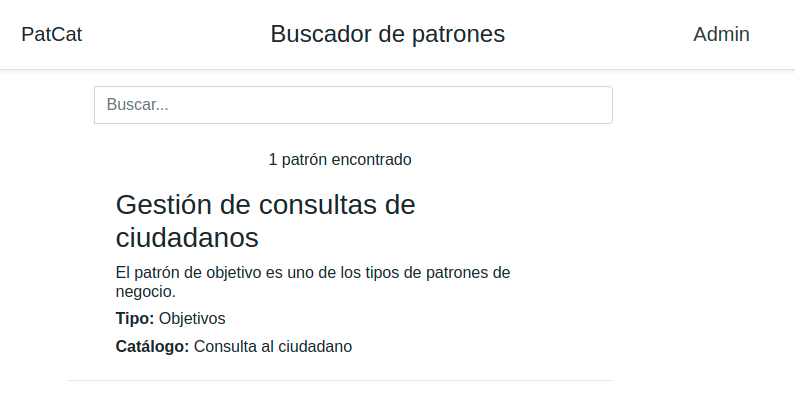 PatCat
Buscador de patrones
Admin
Buscar...
1 patrón encontrado
Gestión de consultas de
ciudadanos
El patrón de objetivo es uno de los tipos de patrones de
negocio.
Tipo: Objetivos
Catálogo: Consulta al ciudadano